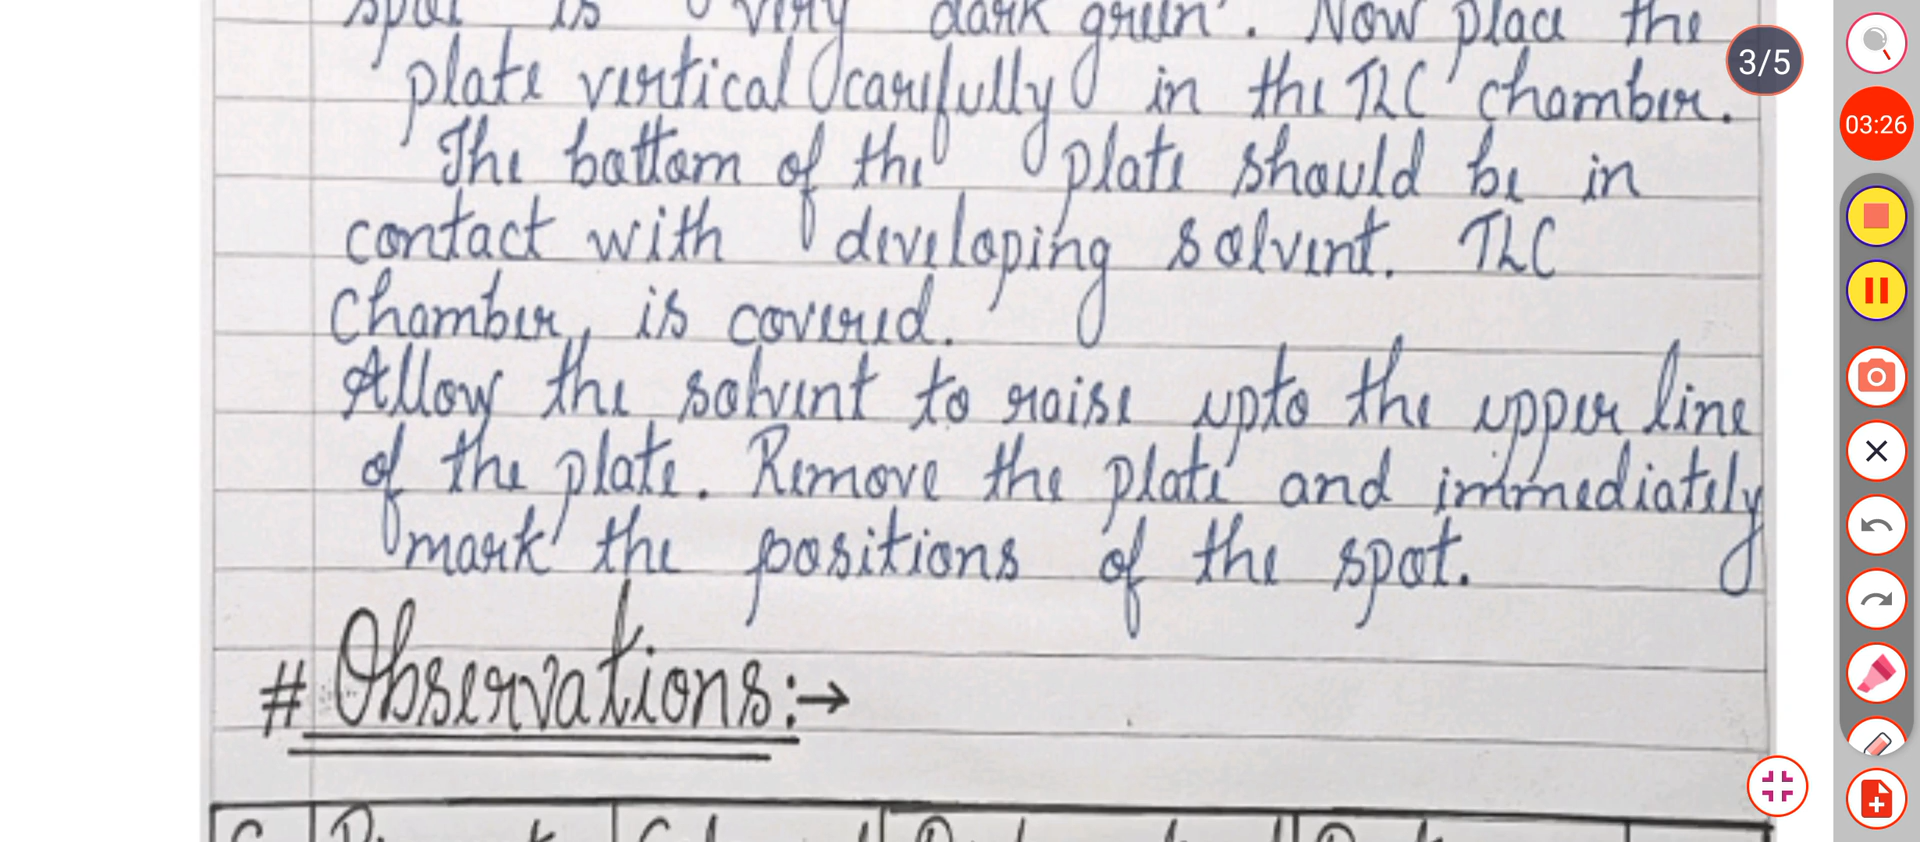 spot is very dark green. Now place the
3/5
plate vertical carefully in the TLC chamber.
03:26
The bottom of the plate should be in
contact with developing solvent. TLC
Chamber, is covered.
Allow the solvent to raise upto the upper line
of the plate. Remove the plate and immediately
mark the positions of the spot.
# Observations:→